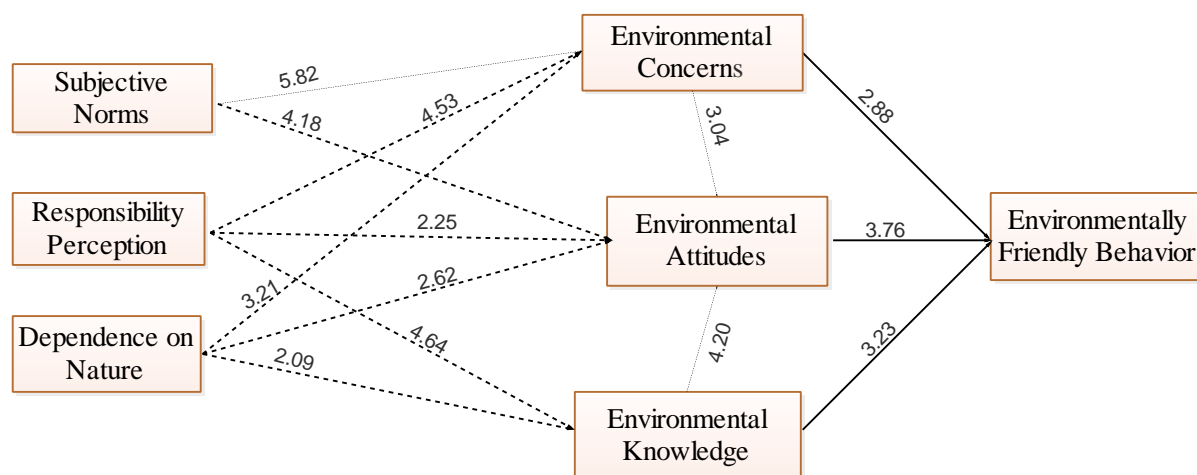 Subjective
Norms
Responsibility
Perception
Dependence on
Nature
5.82
4.18
4.53
2.25
3.21
2.62
4.64
2.09
Environmental
Concerns
3.04
Environmental
Attitudes
4.20
Environmental
Knowledge
2.88
3.76
3.23
Environmentally
Friendly Behavior